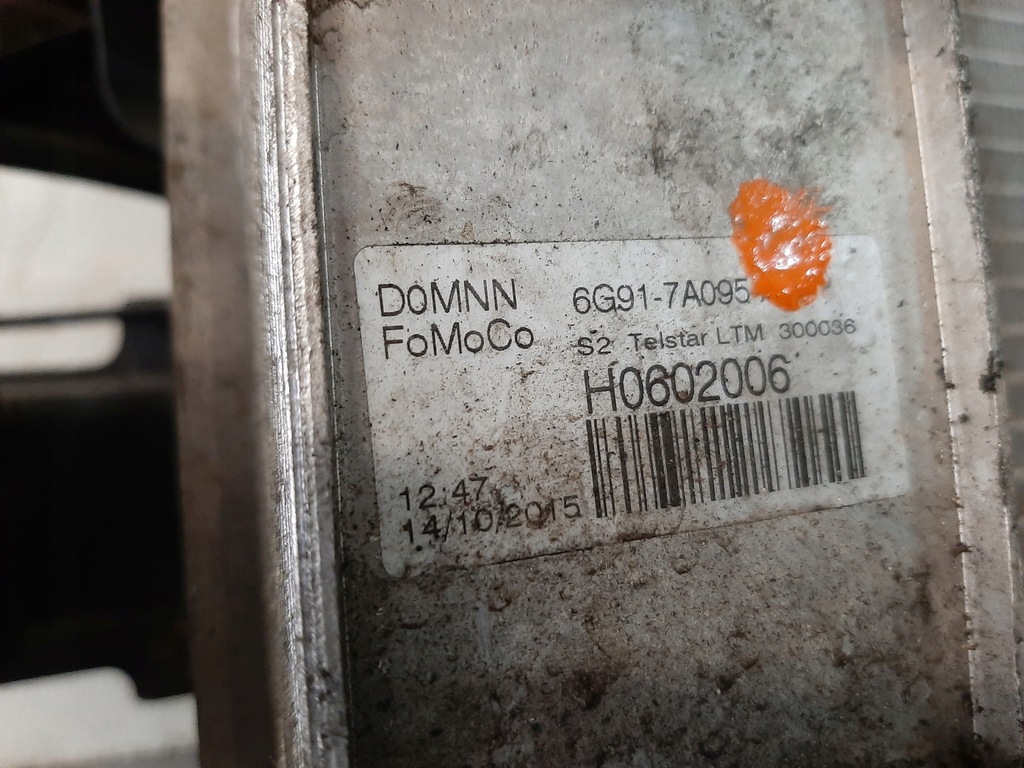 D0MNN 6G91-7A095
FoMoCo S2 Telstar LTM 300036
H0602006
12:47
14/10/2015